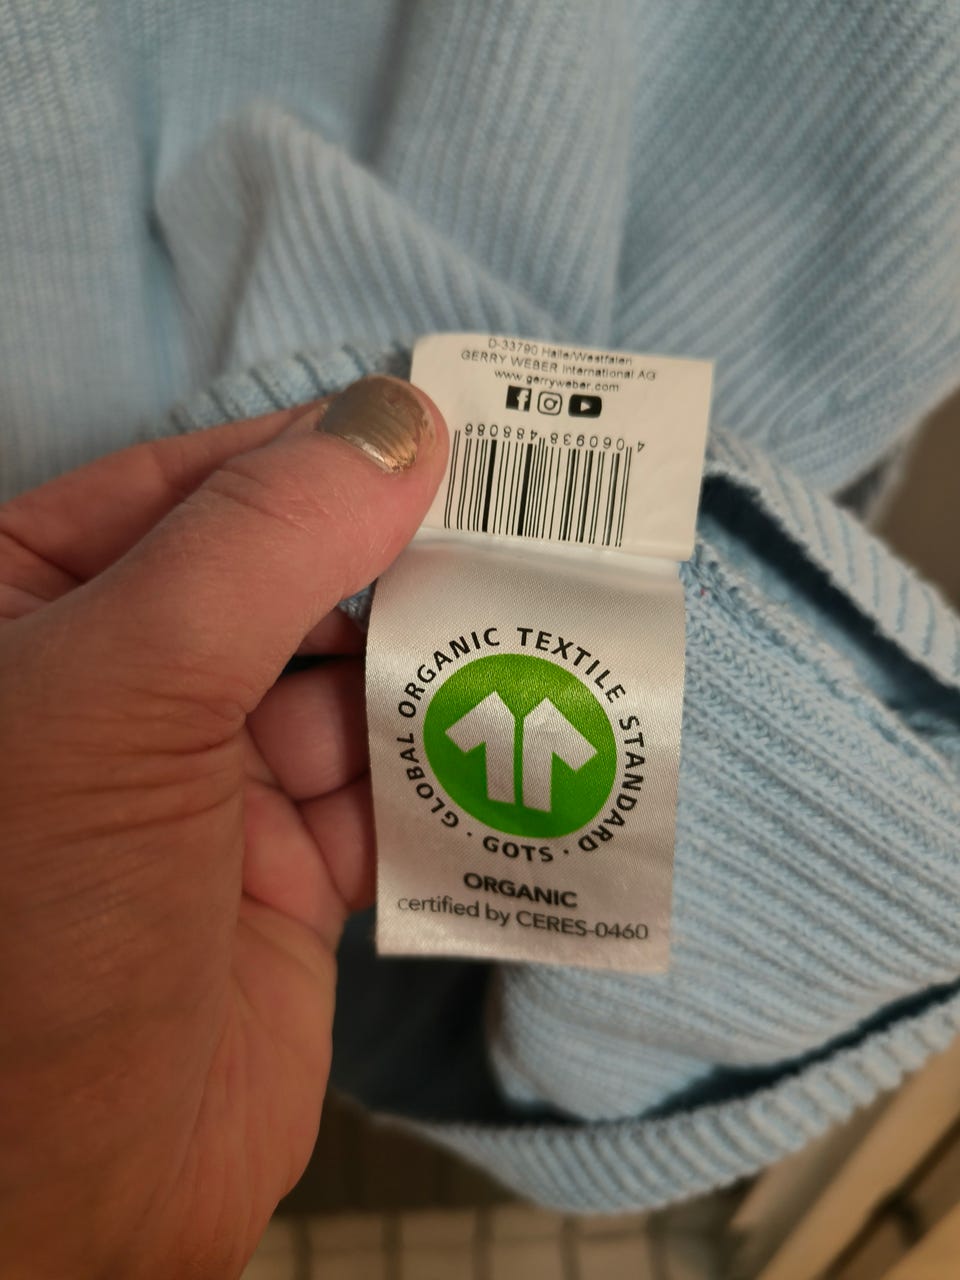 D-33790 Halle/Westfalen
GERRY WEBER International AG
www.gerryweber.com
4 060938 488086
GLOBAL ORGANIC TEXTILE STANDARD · GOTS ·
ORGANIC
certified by CERES-0460